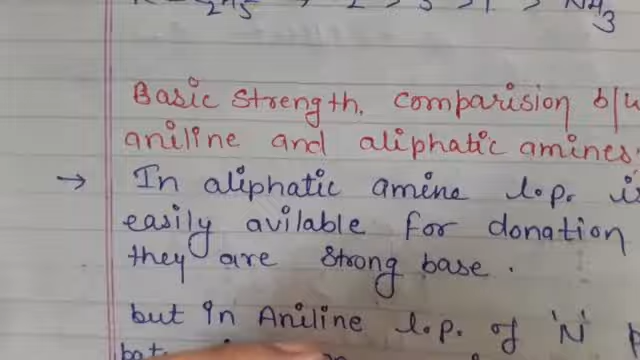 > NH3
Basic Strength. comparision b/w
aniline and aliphatic amines.
→ In aliphatic amine l.p. is
easily avilable for donation
they are strong base.
but in Aniline l.p. of 'N'